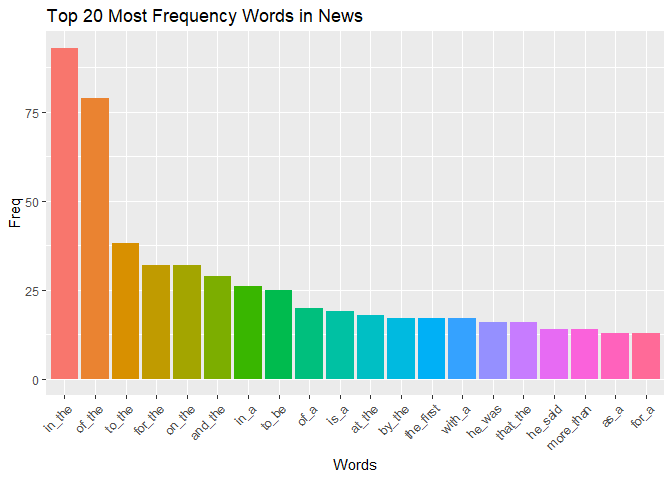 Top 20 Most Frequency Words in News
Freq
75
50
25
0
in_the
of_the
to_the
for_the
on_the
and_the
in_a
to_be
of_a
is_a
at_the
by_the
the_first
with_a
he_was
that_the
he_said
more_than
as_a
for_a
Words